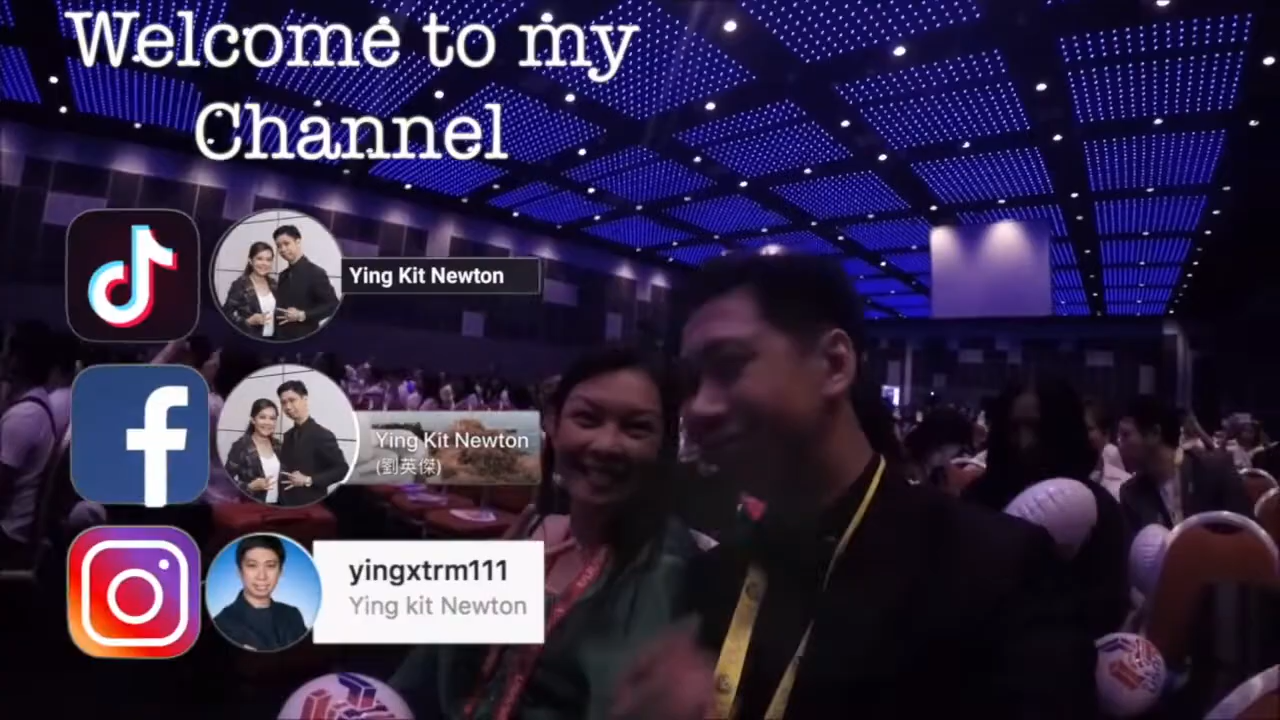 Welcome to my
Channel
Ying Kit Newton
Ying Kit Newton
(劉英傑)
yingxtrm111
Ying kit Newton